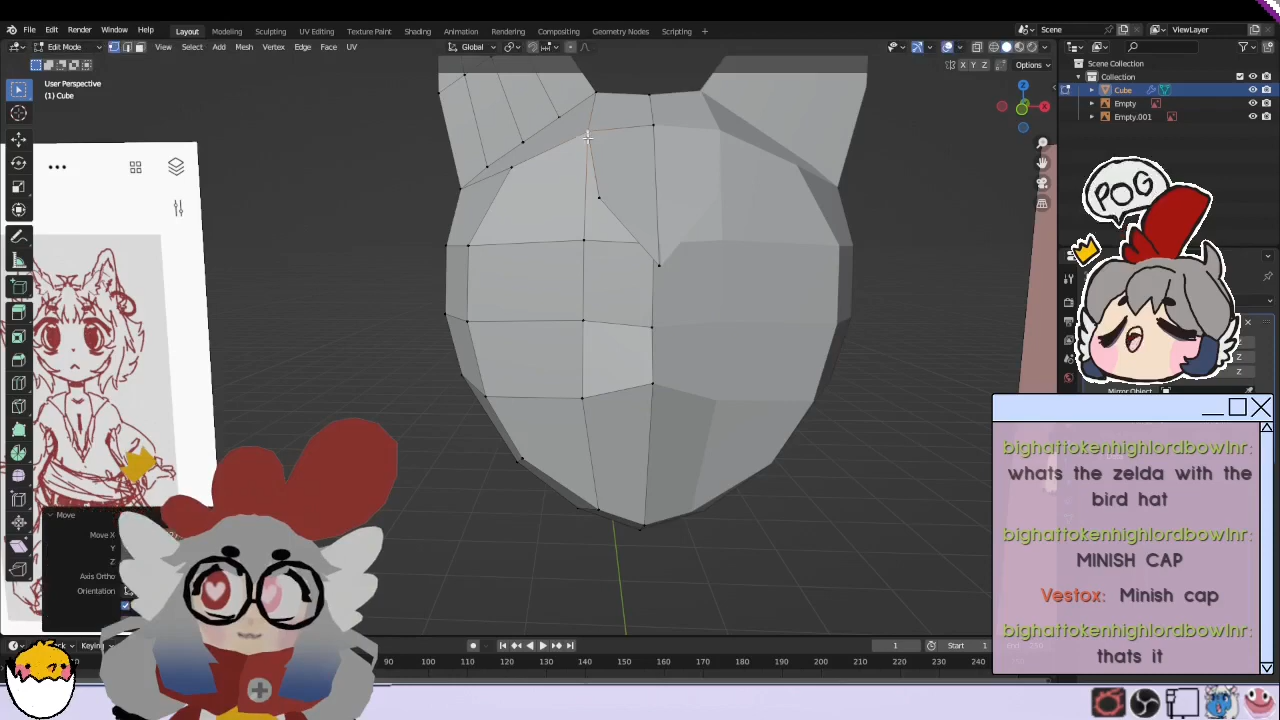 File Edit Render Window Help
Layout Modeling Sculpting UV Editing Texture Paint Shading Animation Rendering Compositing Geometry Nodes Scripting +
Scene ViewLayer
Edit Mode View Select Add Mesh Vertex Edge Face UV
Global
X Y Z Options
User Perspective
(1) Cube
Scene Collection
Collection
Cube
Empty
Empty.001
POG
Z
Z
Mirror Object
bighattokenhighlordbowlnr:
whats the zelda with the
bird hat
bighattokenhighlordbowlnr:
MINISH CAP
Vestox: Minish cap
bighattokenhighlordbowlnr:
thats it
Move
Move X
Y
Z
Axis Ortho
Orientation
1 Start 1
90 100 110 120 130 140 150 160 170 180 190 200 210 220 230 240